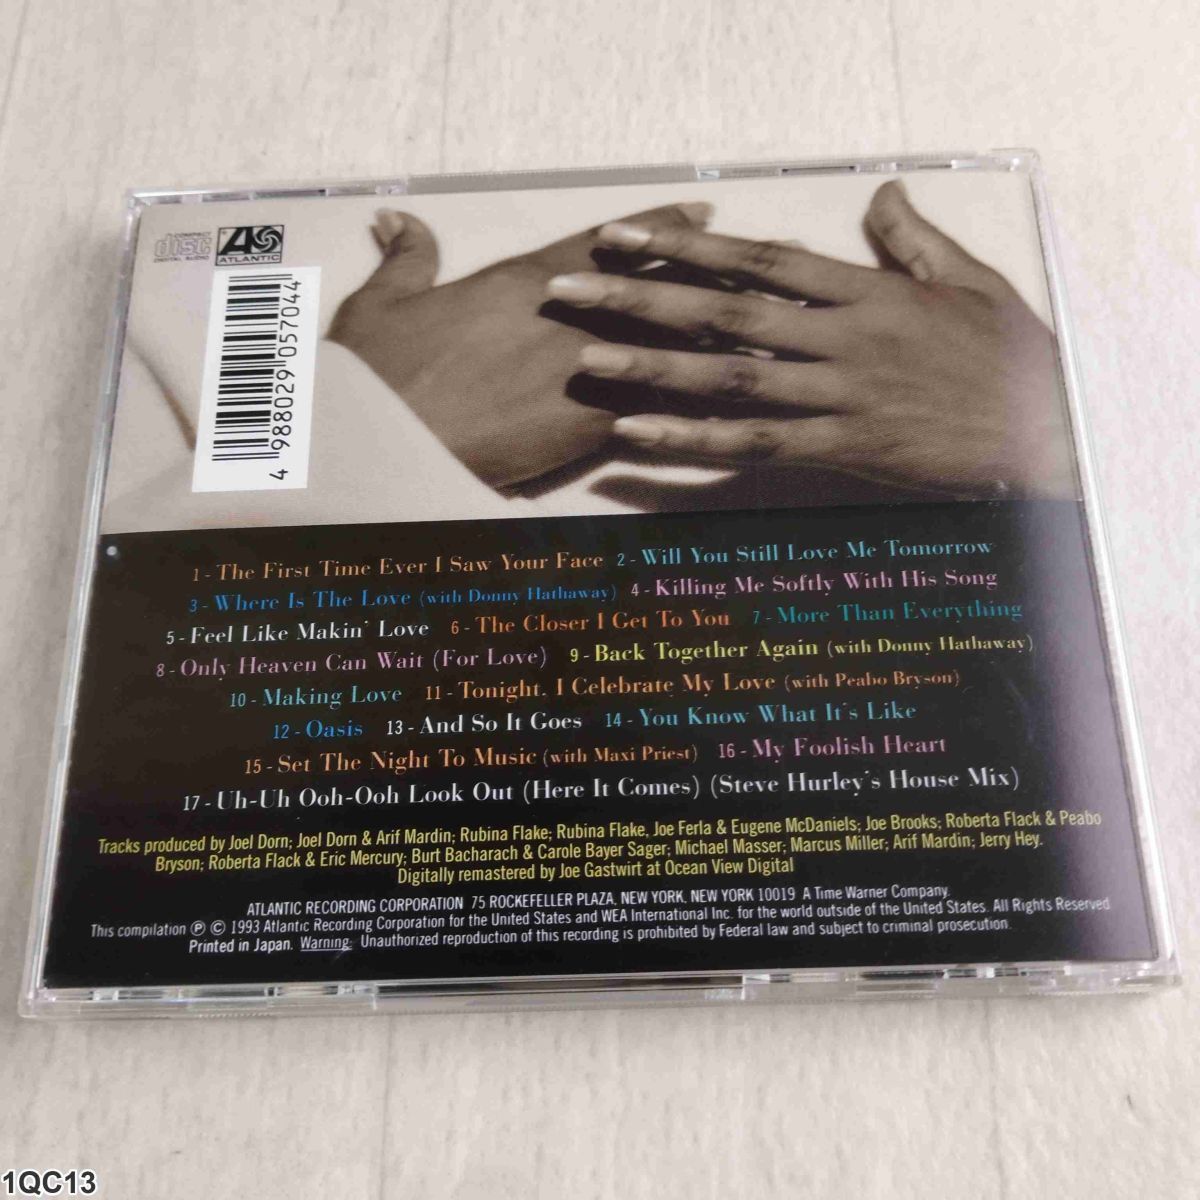 COMPACT
disc
DIGITAL AUDIO
ATLANTIC
4 988029 057044
1 - The First Time Ever I Saw Your Face 2 - Will You Still Love Me Tomorrow
3 - Where Is The Love (with Donny Hathaway) 4 - Killing Me Softly With His Song
5 - Feel Like Makin' Love 6 - The Closer I Get To You 7 - More Than Everything
8 - Only Heaven Can Wait (For Love) 9 - Back Together Again (with Donny Hathaway)
10 - Making Love 11 - Tonight, I Celebrate My Love (with Peabo Bryson)
12 - Oasis 13 - And So It Goes 14 - You Know What It's Like
15 - Set The Night To Music (with Maxi Priest) 16 - My Foolish Heart
17 - Uh-Uh Ooh-Ooh Look Out (Here It Comes) (Steve Hurley's House Mix)
Tracks produced by Joel Dorn; Joel Dorn & Arif Mardin; Rubina Flake; Rubina Flake, Joe Ferla & Eugene McDaniels; Joe Brooks; Roberta Flack & Peabo
Bryson; Roberta Flack & Eric Mercury; Burt Bacharach & Carole Bayer Sager; Michael Masser; Marcus Miller; Arif Mardin; Jerry Hey.
Digitally remastered by Joe Gastwirt at Ocean View Digital
ATLANTIC RECORDING CORPORATION 75 ROCKEFELLER PLAZA, NEW YORK, NEW YORK 10019 A Time Warner Company.
This compilation ℗ © 1993 Atlantic Recording Corporation for the United States and WEA International Inc. for the world outside of the United States. All Rights Reserved
Printed in Japan. Warning: Unauthorized reproduction of this recording is prohibited by Federal law and subject to criminal prosecution.
1QC13